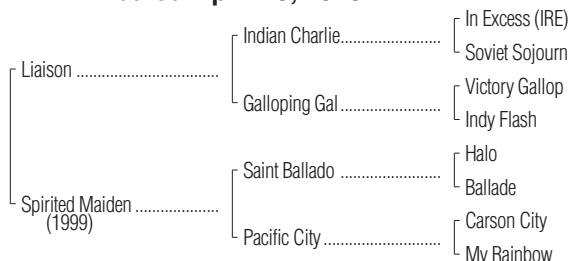 In Excess (IRE)
Indian Charlie
Soviet Sojourn
Liaison
Victory Gallop
Galloping Gal
Indy Flash
Halo
Saint Ballado
Ballade
Spirited Maiden
(1999)
Carson City
Pacific City
My Rainbow